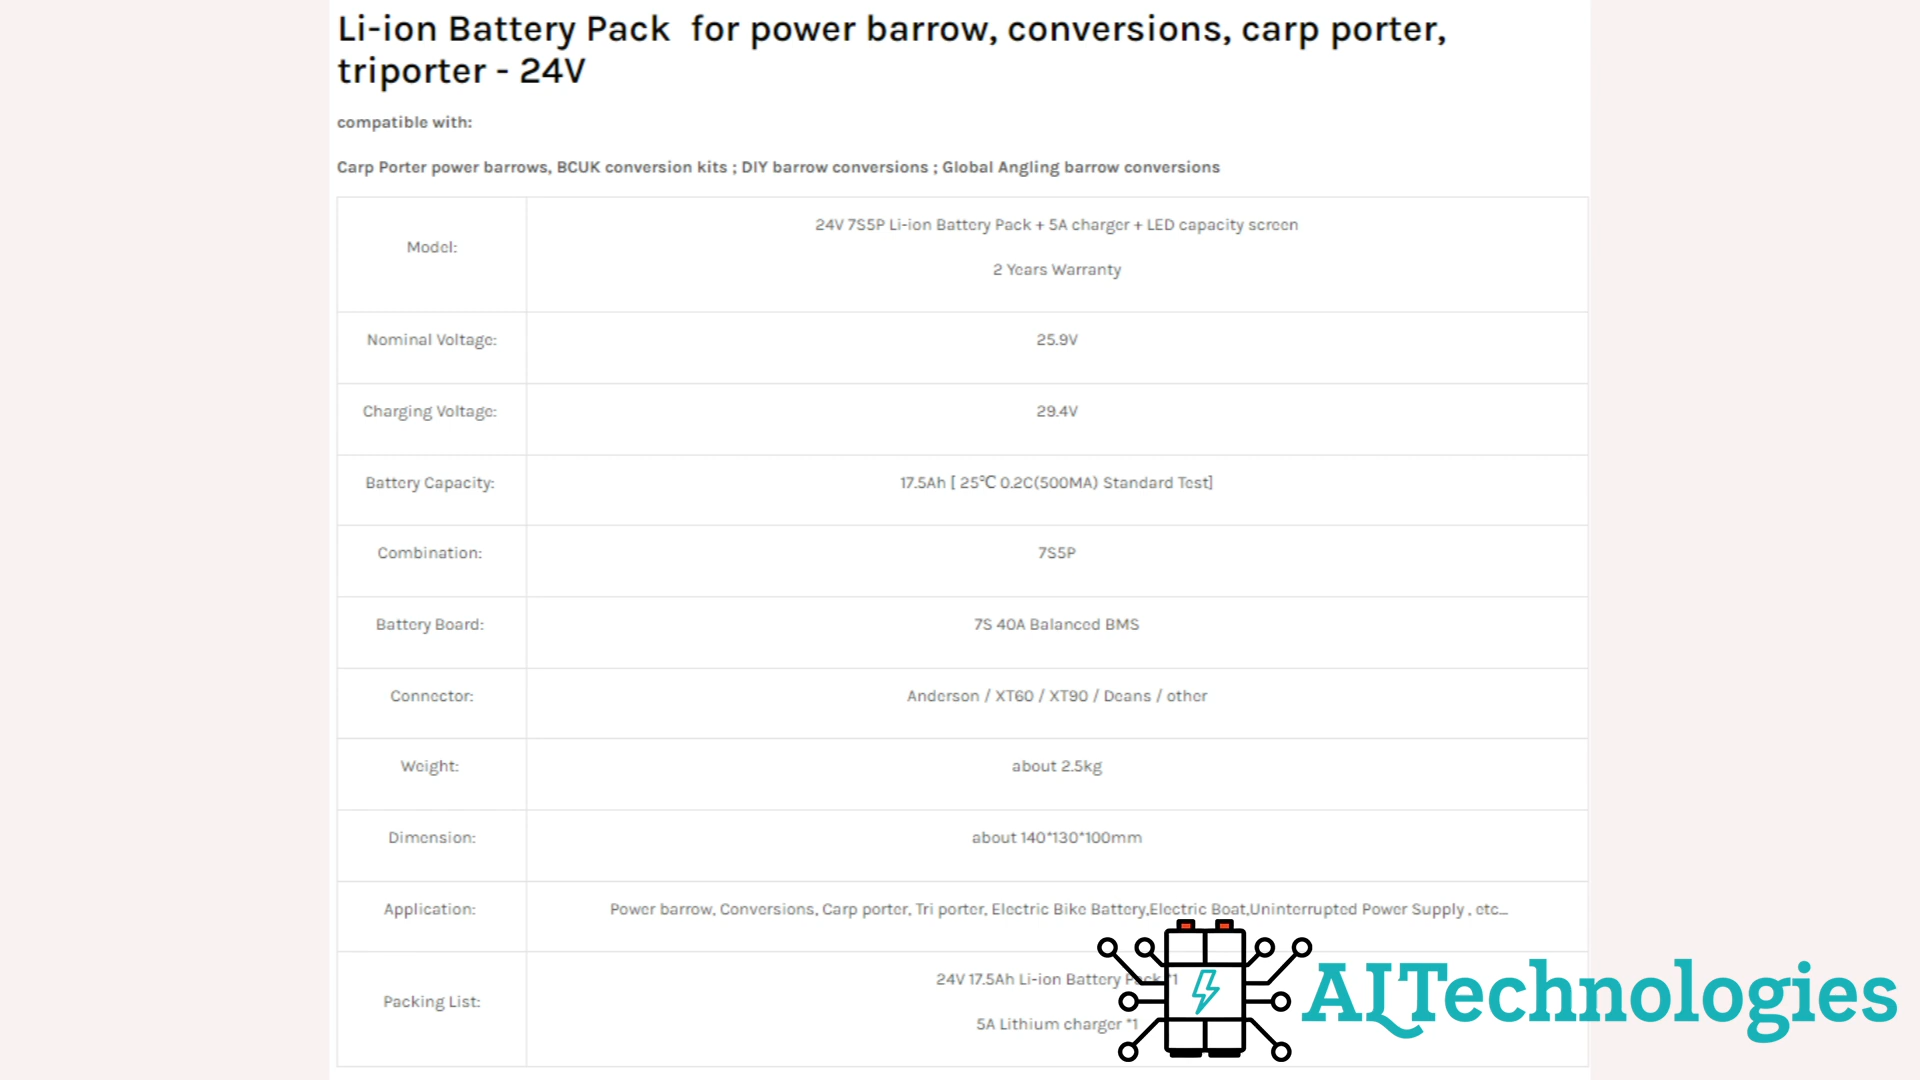 Li-ion Battery Pack for power barrow, conversions, carp porter,
triporter - 24V
compatible with:
Carp Porter power barrows, BCUK conversion kits ; DIY barrow conversions ; Global Angling barrow conversions
Model:
24V 7S5P Li-ion Battery Pack + 5A charger + LED capacity screen
2 Years Warranty
Nominal Voltage:
25.9V
Charging Voltage:
29.4V
Battery Capacity:
17.5Ah [ 25℃ 0.2C(500MA) Standard Test]
Combination:
7S5P
Battery Board:
7S 40A Balanced BMS
Connector:
Anderson / XT60 / XT90 / Deans / other
Weight:
about 2.5kg
Dimension:
about 140*130*100mm
Application:
Power barrow, Conversions, Carp porter, Tri porter, Electric Bike Battery,Electric Boat,Uninterrupted Power Supply , etc...
Packing List:
24V 17.5Ah Li-ion Battery Pack *1
5A Lithium charger *1
AJTechnologies